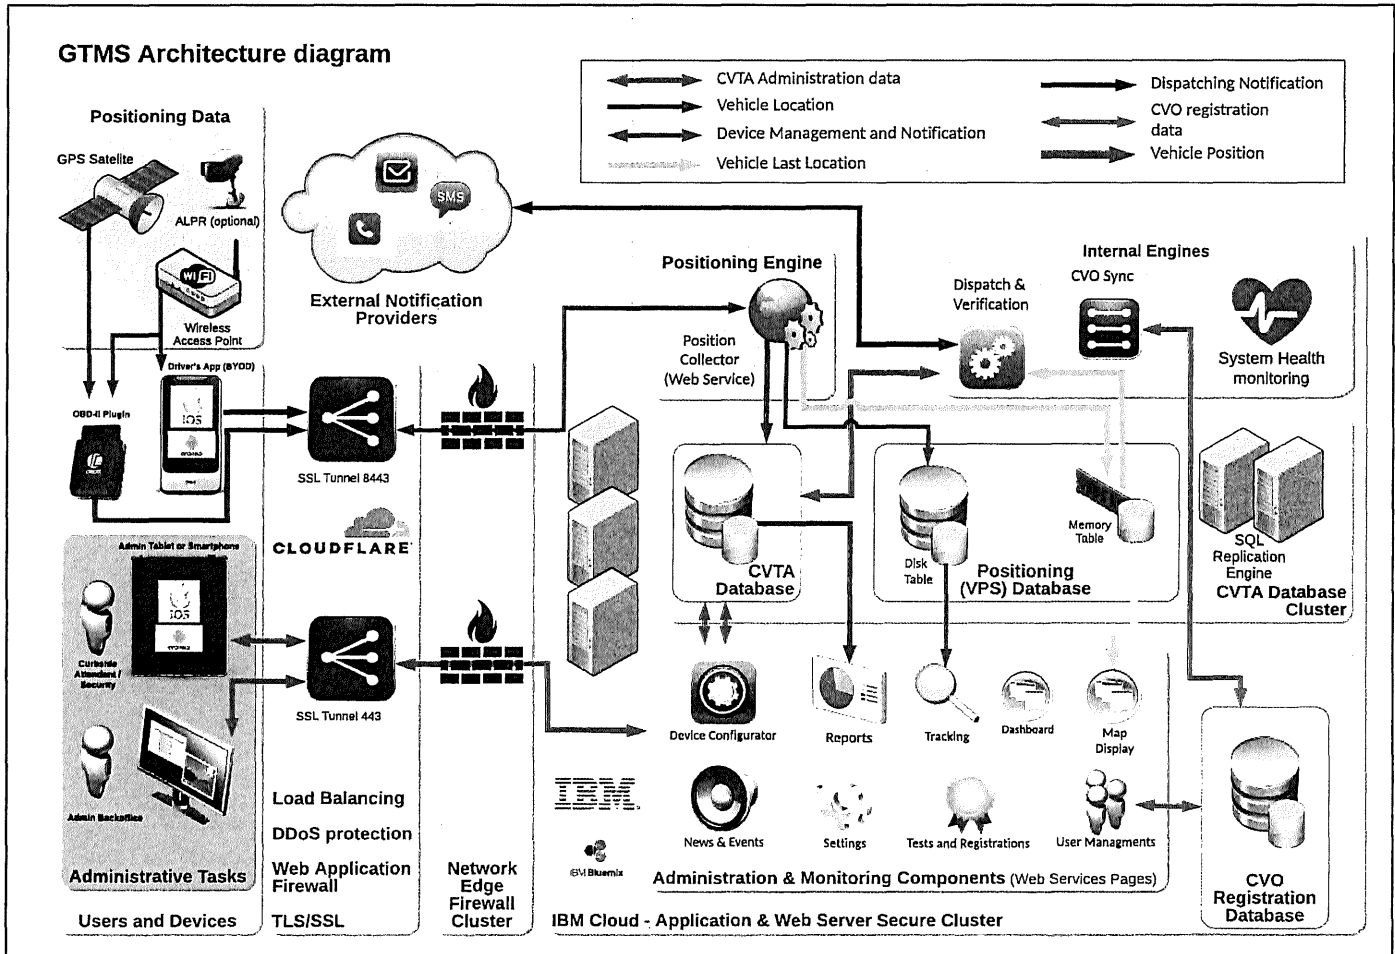 GTMS Architecture diagram
CVTA Administration data
Vehicle Location
Device Management and Notification
Vehicle Last Location
Dispatching Notification
CVO registration
data
Vehicle Position
Positioning Data
GPS Satelite
ALPR (optional)
WiFi
Wireless
Access Point
SMS
External Notification
Providers
Driver's App (BYOD)
iOS
OBD-II Plugin
SSL Tunnel 8443
CLOUDFLARE
Positioning Engine
Position
Collector
(Web Service)
Internal Engines
Dispatch &
Verification
CVO Sync
System Health
monitoring
CVTA
Database
Disk
Table
Memory
Table
Positioning
(VPS) Database
SQL
Replication
Engine
CVTA Database
Cluster
Admin Tablet or Smartphone
iOS
Curbside
Attendant /
Security
Admin Backoffice
Administrative Tasks
Users and Devices
SSL Tunnel 443
Load Balancing
DDoS protection
Web Application
Firewall
TLS/SSL
Network
Edge
Firewall
Cluster
Device Configurator
Reports
Tracking
Dashboard
Map
Display
IBM
IBM Bluemix
News & Events
Settings
Tests and Registrations
User Managments
Administration & Monitoring Components (Web Services Pages)
IBM Cloud - Application & Web Server Secure Cluster
CVO
Registration
Database